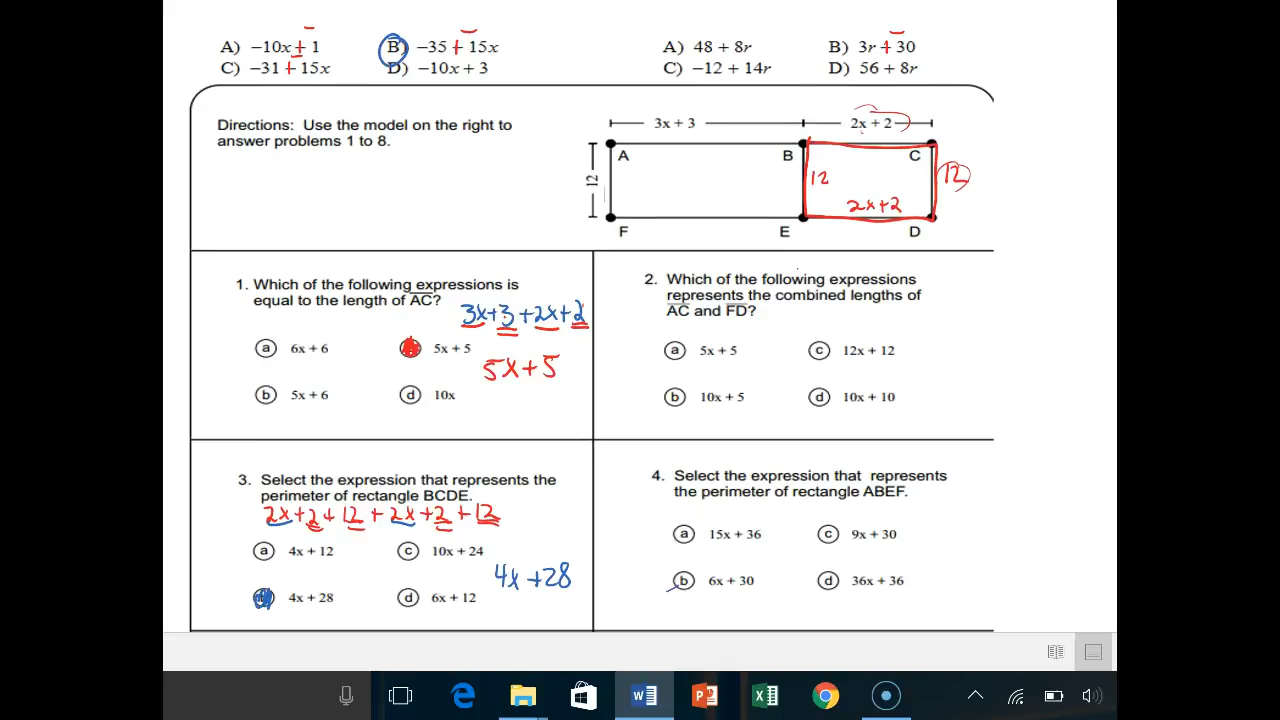 A) −10x + 1 B) −35 + 15x A) 48 + 8r B) 3r + 30
C) −31 + 15x D) −10x + 3 C) −12 + 14r D) 56 + 8r
Directions: Use the model on the right to
answer problems 1 to 8.
3x + 3 2x + 2
A B C
12 12 12
2x+2
F E D
1. Which of the following expressions is
equal to the length of AC?
3x+3+2x+2
a 6x + 6 5x + 5
5x+5
b 5x + 6 d 10x
2. Which of the following expressions
represents the combined lengths of
AC and FD?
a 5x + 5 c 12x + 12
b 10x + 5 d 10x + 10
3. Select the expression that represents the
perimeter of rectangle BCDE.
2x+2+12+2x+2+12
a 4x + 12 c 10x + 24
4x+28
4x + 28 d 6x + 12
4. Select the expression that represents
the perimeter of rectangle ABEF.
a 15x + 36 c 9x + 30
b 6x + 30 d 36x + 36